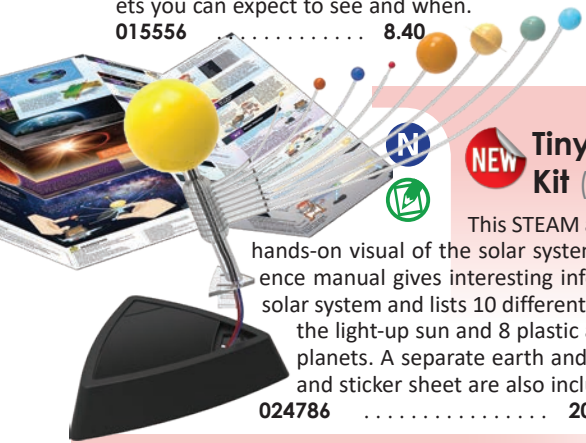 ets you can expect to see and when.
015556 . . . . . . . . . . . . . 8.40
N
NEW
Tiny
Kit (
This STEAM
hands-on visual of the solar system
ence manual gives interesting inf
solar system and lists 10 different
the light-up sun and 8 plastic
planets. A separate earth and
and sticker sheet are also inclu
024786 . . . . . . . . . . . . . . . . 20